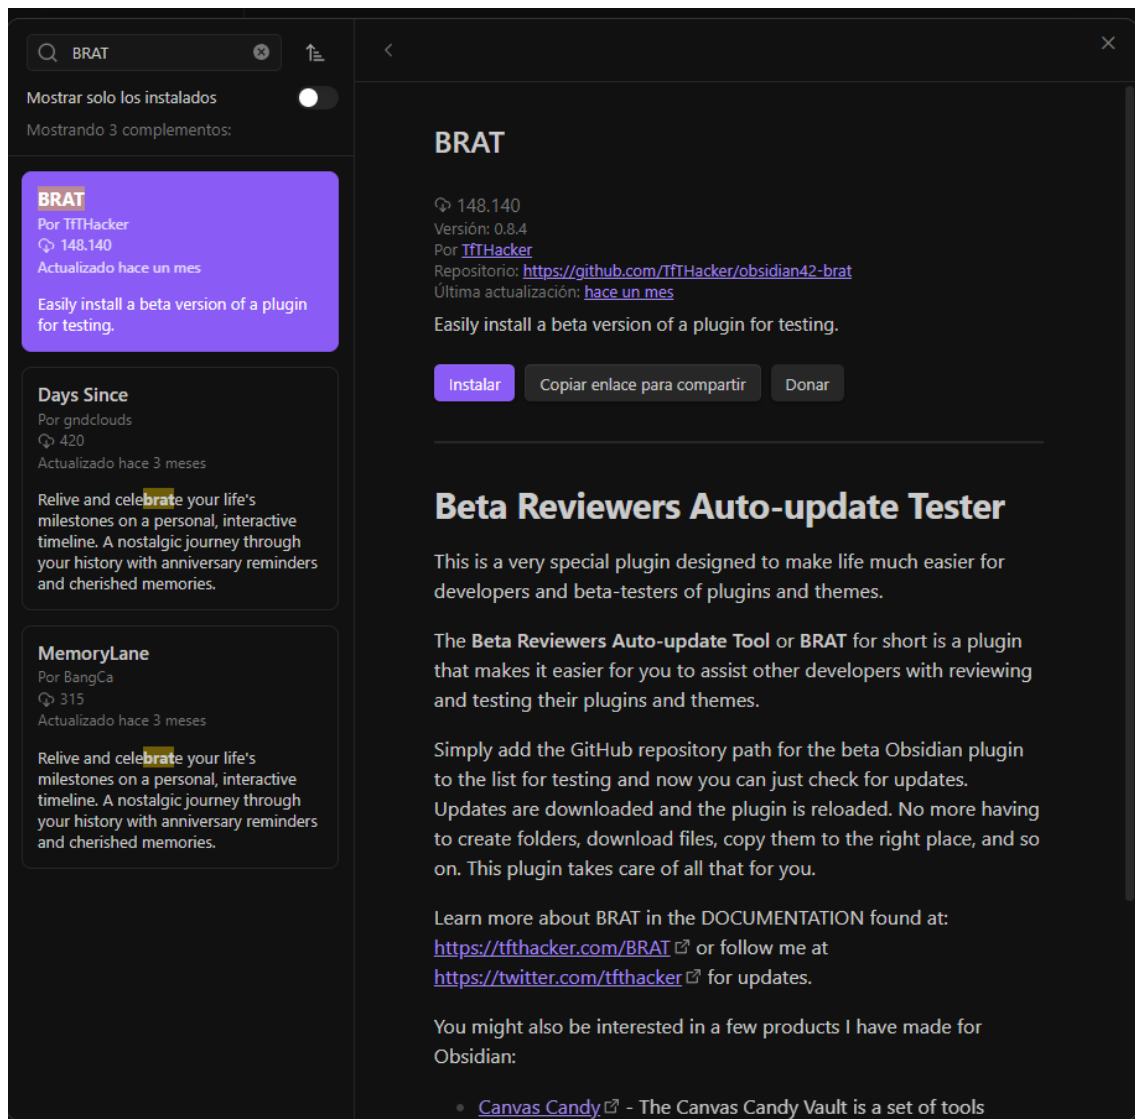 BRAT
Mostrar solo los instalados
Mostrando 3 complementos:
BRAT
Por TfTHacker
148.140
Actualizado hace un mes
Easily install a beta version of a plugin
for testing.
Days Since
Por gndclouds
420
Actualizado hace 3 meses
Relive and celebrate your life's
milestones on a personal, interactive
timeline. A nostalgic journey through
your history with anniversary reminders
and cherished memories.
MemoryLane
Por BangCa
315
Actualizado hace 3 meses
Relive and celebrate your life's
milestones on a personal, interactive
timeline. A nostalgic journey through
your history with anniversary reminders
and cherished memories.
BRAT
148.140
Versión: 0.8.4
Por TfTHacker
Repositorio: https://github.com/TfTHacker/obsidian42-brat
Última actualización: hace un mes
Easily install a beta version of a plugin for testing.
Instalar
Copiar enlace para compartir
Donar
Beta Reviewers Auto-update Tester
This is a very special plugin designed to make life much easier for
developers and beta-testers of plugins and themes.
The Beta Reviewers Auto-update Tool or BRAT for short is a plugin
that makes it easier for you to assist other developers with reviewing
and testing their plugins and themes.
Simply add the GitHub repository path for the beta Obsidian plugin
to the list for testing and now you can just check for updates.
Updates are downloaded and the plugin is reloaded. No more having
to create folders, download files, copy them to the right place, and so
on. This plugin takes care of all that for you.
Learn more about BRAT in the DOCUMENTATION found at:
https://tfthacker.com/BRAT or follow me at
https://twitter.com/tfthacker for updates.
You might also be interested in a few products I have made for
Obsidian:
• Canvas Candy - The Canvas Candy Vault is a set of tools